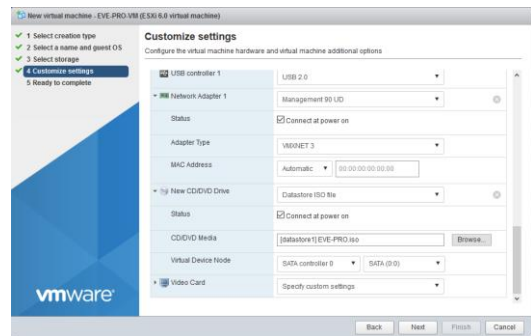 New virtual machine - EVE-PRO-VM (ESXi 6.0 virtual machine)
1 Select creation type
2 Select a name and guest OS
3 Select storage
4 Customize settings
5 Ready to complete
Customize settings
Configure the virtual machine hardware and virtual machine additional options
USB controller 1 USB 2.0
Network Adapter 1 Management 90 UD
Status Connect at power on
Adapter Type VMXNET 3
MAC Address Automatic 00:00:00:00:00:00
New CD/DVD Drive Datastore ISO file
Status Connect at power on
CD/DVD Media [datastore1] EVE-PRO.iso Browse...
Virtual Device Node SATA controller 0 SATA (0:0)
Video Card Specify custom settings
vmware
Back Next Finish Cancel